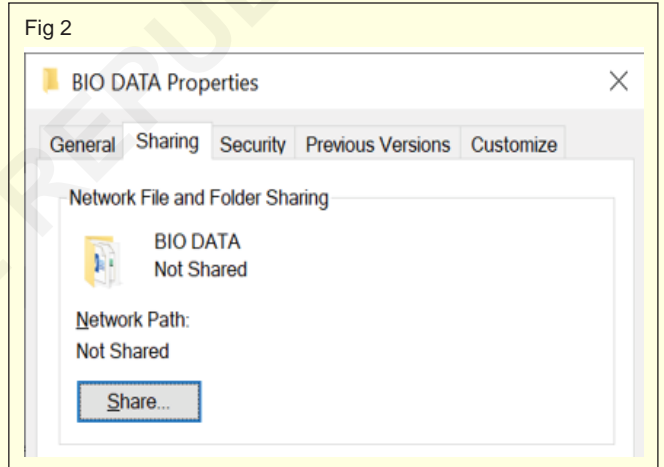 Fig 2
BIO DATA Properties
General Sharing Security Previous Versions Customize
Network File and Folder Sharing
BIO DATA
Not Shared
Network Path:
Not Shared
Share...